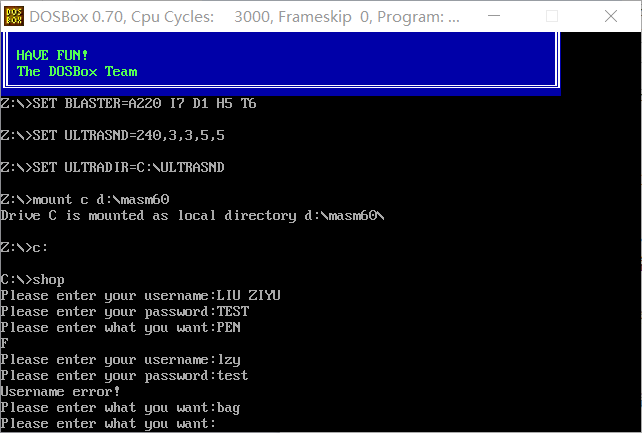 DOSBox 0.70, Cpu Cycles: 3000, Frameskip 0, Program: ...
HAVE FUN!
The DOSBox Team
Z:\>SET BLASTER=A220 I7 D1 H5 T6
Z:\>SET ULTRASND=240,3,3,5,5
Z:\>SET ULTRADIR=C:\ULTRASND
Z:\>mount c d:\masm60
Drive C is mounted as local directory d:\masm60\
Z:\>c:
C:\>shop
Please enter your username:LIU ZIYU
Please enter your password:TEST
Please enter what you want:PEN
F
Please enter your username:lzy
Please enter your password:test
Username error!
Please enter what you want:bag
Please enter what you want: